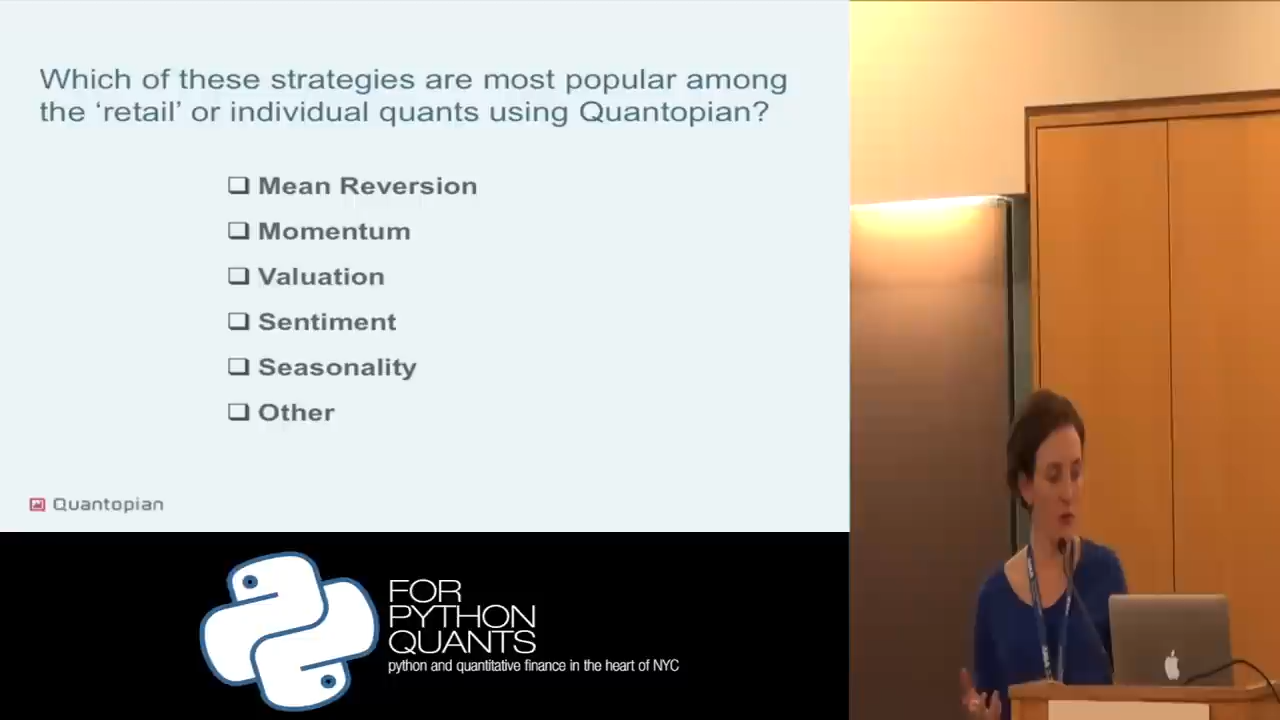 Which of these strategies are most popular among
the ‘retail’ or individual quants using Quantopian?
❑ Mean Reversion
❑ Momentum
❑ Valuation
❑ Sentiment
❑ Seasonality
❑ Other
Quantopian
FOR
PYTHON
QUANTS
python and quantitative finance in the heart of NYC